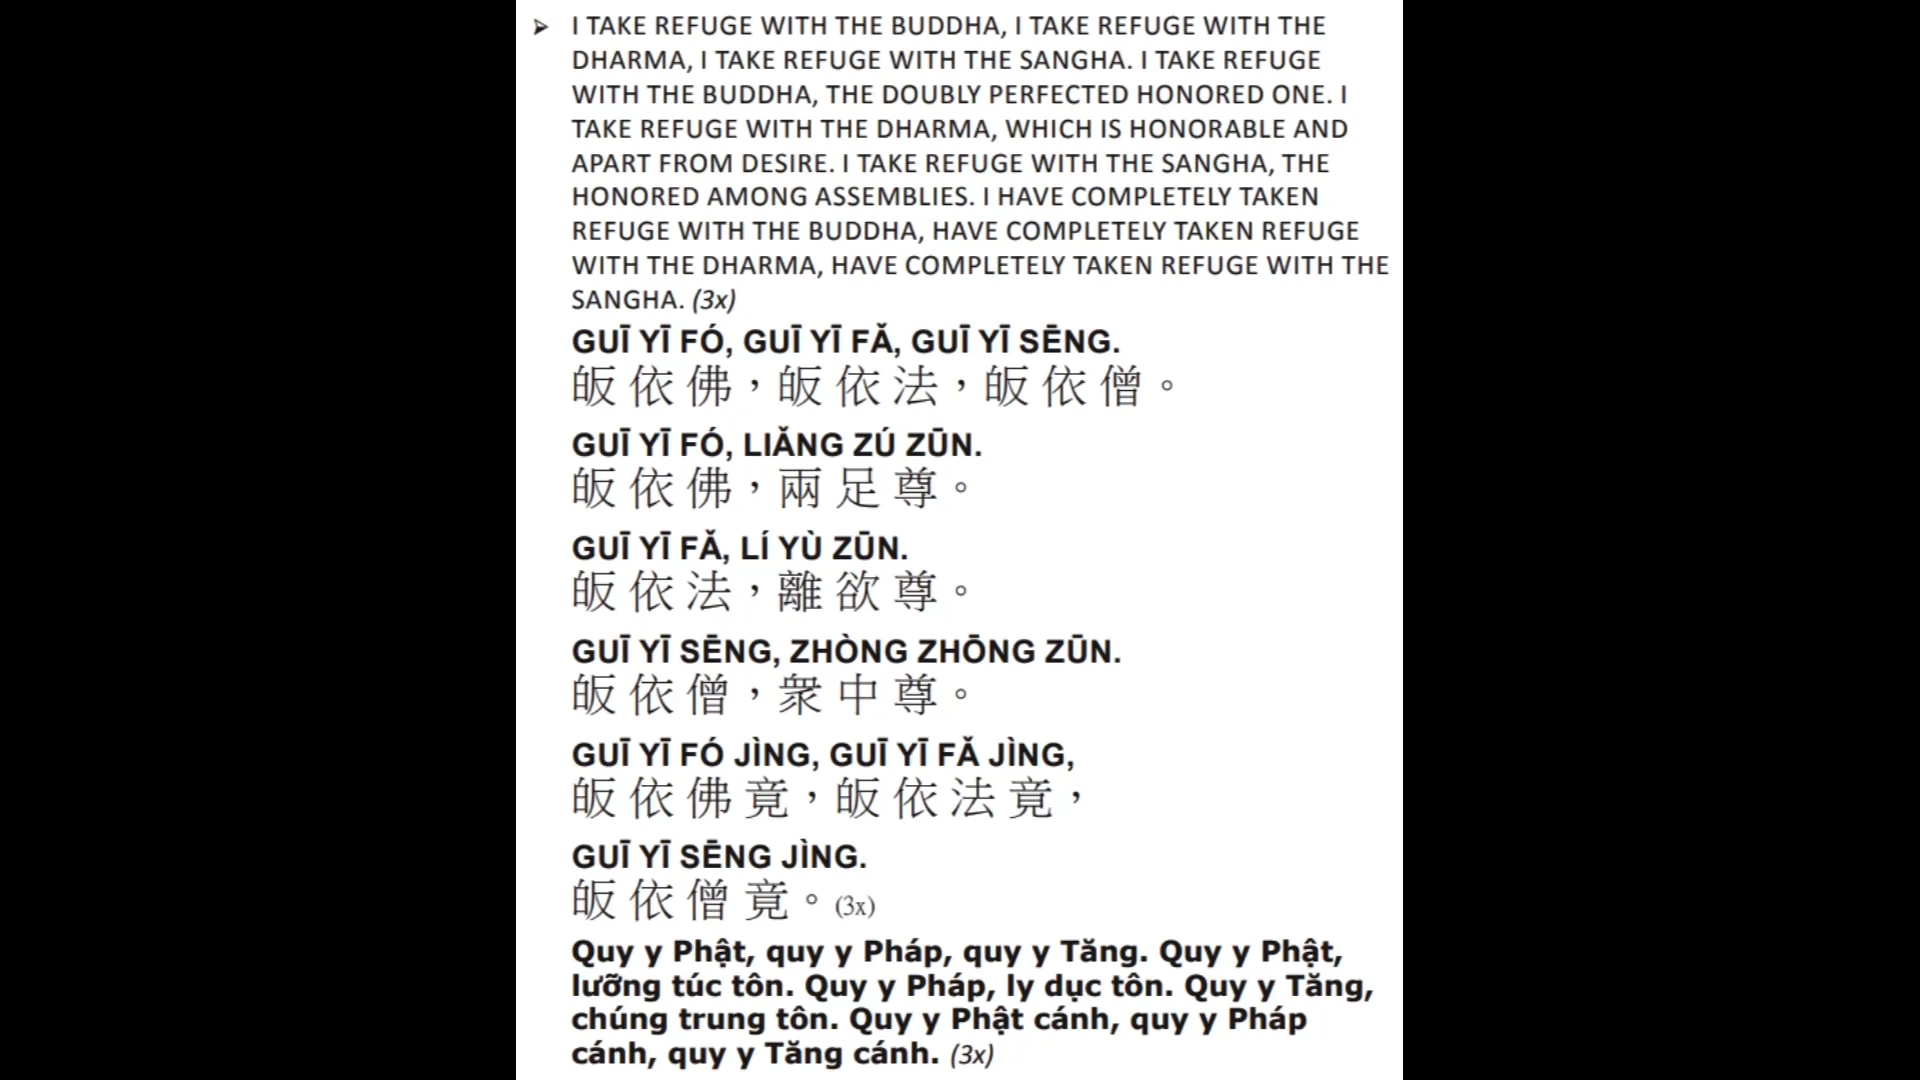 ➢ I TAKE REFUGE WITH THE BUDDHA, I TAKE REFUGE WITH THE
DHARMA, I TAKE REFUGE WITH THE SANGHA. I TAKE REFUGE
WITH THE BUDDHA, THE DOUBLY PERFECTED HONORED ONE. I
TAKE REFUGE WITH THE DHARMA, WHICH IS HONORABLE AND
APART FROM DESIRE. I TAKE REFUGE WITH THE SANGHA, THE
HONORED AMONG ASSEMBLIES. I HAVE COMPLETELY TAKEN
REFUGE WITH THE BUDDHA, HAVE COMPLETELY TAKEN REFUGE
WITH THE DHARMA, HAVE COMPLETELY TAKEN REFUGE WITH THE
SANGHA. (3x)
GUĪ YĪ FÓ, GUĪ YĪ FǍ, GUĪ YĪ SĒNG.
皈依佛，皈依法，皈依僧。
GUĪ YĪ FÓ, LIǍNG ZÚ ZŪN.
皈依佛，兩足尊。
GUĪ YĪ FǍ, LÍ YÙ ZŪN.
皈依法，離欲尊。
GUĪ YĪ SĒNG, ZHÒNG ZHŌNG ZŪN.
皈依僧，眾中尊。
GUĪ YĪ FÓ JÌNG, GUĪ YĪ FǍ JÌNG,
皈依佛竟，皈依法竟，
GUĪ YĪ SĒNG JÌNG.
皈依僧竟。(3x)
Quy y Phật, quy y Pháp, quy y Tăng. Quy y Phật,
lưỡng túc tôn. Quy y Pháp, ly dục tôn. Quy y Tăng,
chúng trung tôn. Quy y Phật cánh, quy y Pháp
cánh, quy y Tăng cánh. (3x)